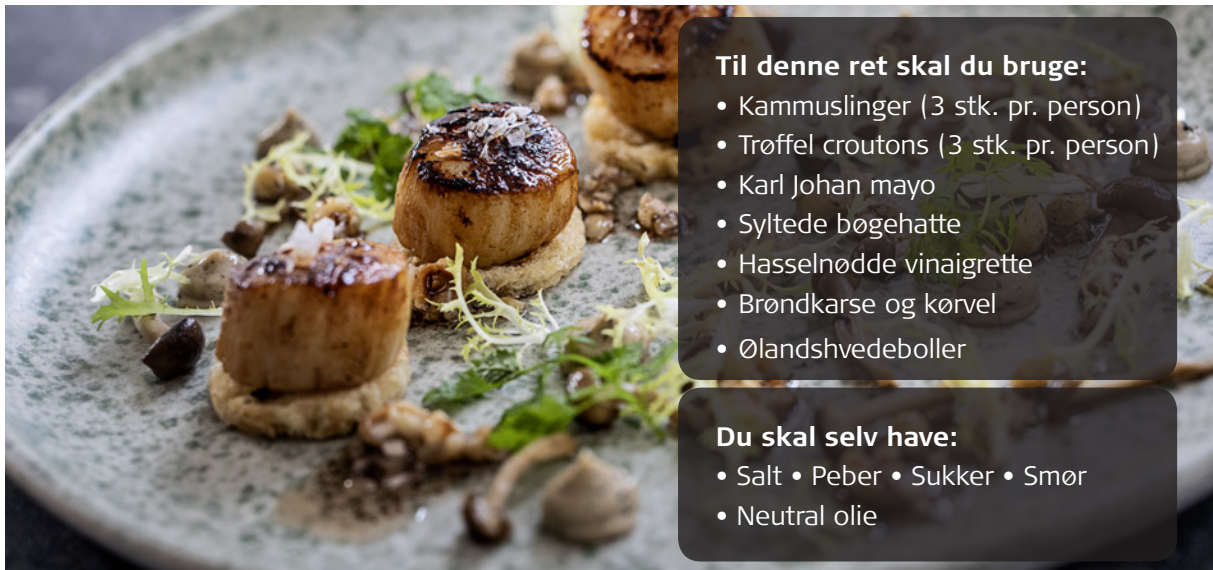 Til denne ret skal du bruge:
• Kammuslinger (3 stk. pr. person)
• Trøffel croutons (3 stk. pr. person)
• Karl Johan mayo
• Syltede bøgehatte
• Hasselnødde vinaigrette
• Brøndkarse og kørvel
• Ølandshvedeboller
Du skal selv have:
• Salt • Peber • Sukker • Smør
• Neutral olie